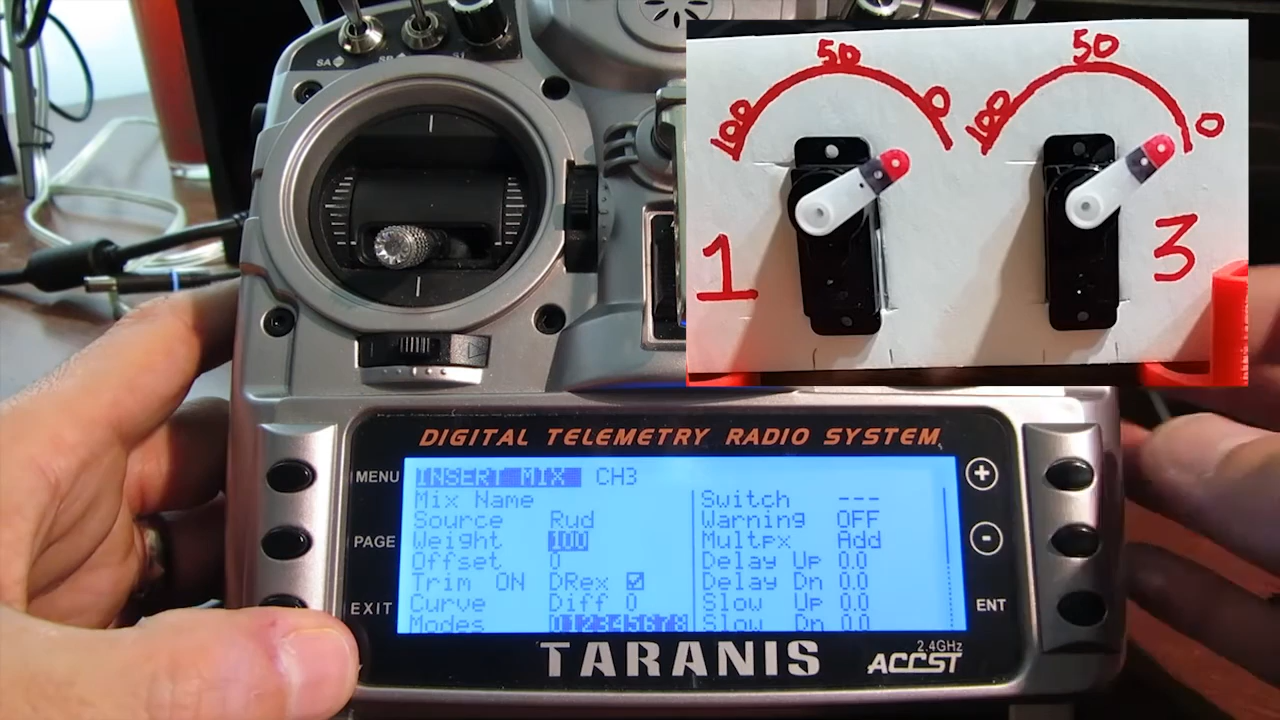 SA
50
50
100
0
100
0
1
3
DIGITAL TELEMETRY RADIO SYSTEM
MENU
PAGE
EXIT
INSERT MIX CH3
Mix Name
Source Rud
Weight 100
Offset 0
Trim ON DRex
Curve Diff 0
Modes 012345678
Switch ---
Warning OFF
Multpx Add
Delay Up 0.0
Delay Dn 0.0
Slow Up 0.0
Slow Dn 0.0
+
-
ENT
TARANIS
2.4GHz
ACCST